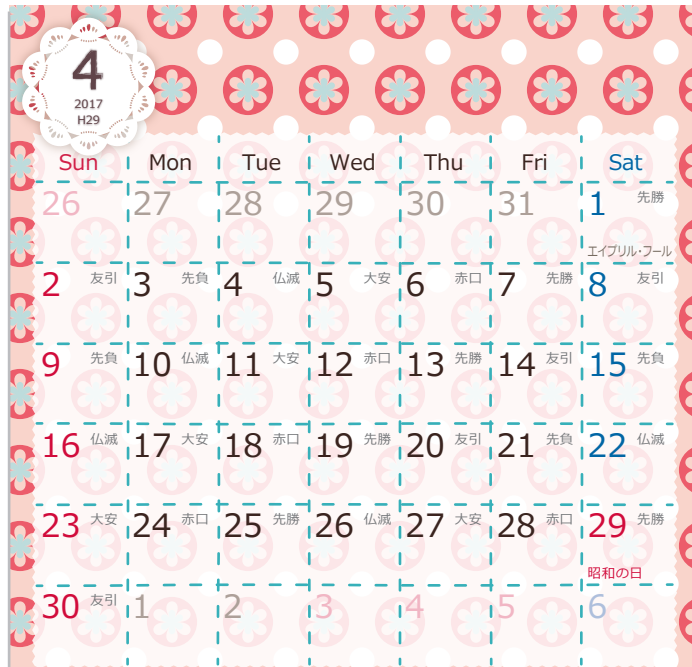 4
2017
H29
Sun Mon Tue Wed Thu Fri Sat
26 27 28 29 30 31 1 先勝
エイプリル・フール
2 友引 3 先負 4 仏滅 5 大安 6 赤口 7 先勝 8 友引
9 先負 10 仏滅 11 大安 12 赤口 13 先勝 14 友引 15 先負
16 仏滅 17 大安 18 赤口 19 先勝 20 友引 21 先負 22 仏滅
23 大安 24 赤口 25 先勝 26 仏滅 27 大安 28 赤口 29 先勝
昭和の日
30 友引 1 2 3 4 5 6